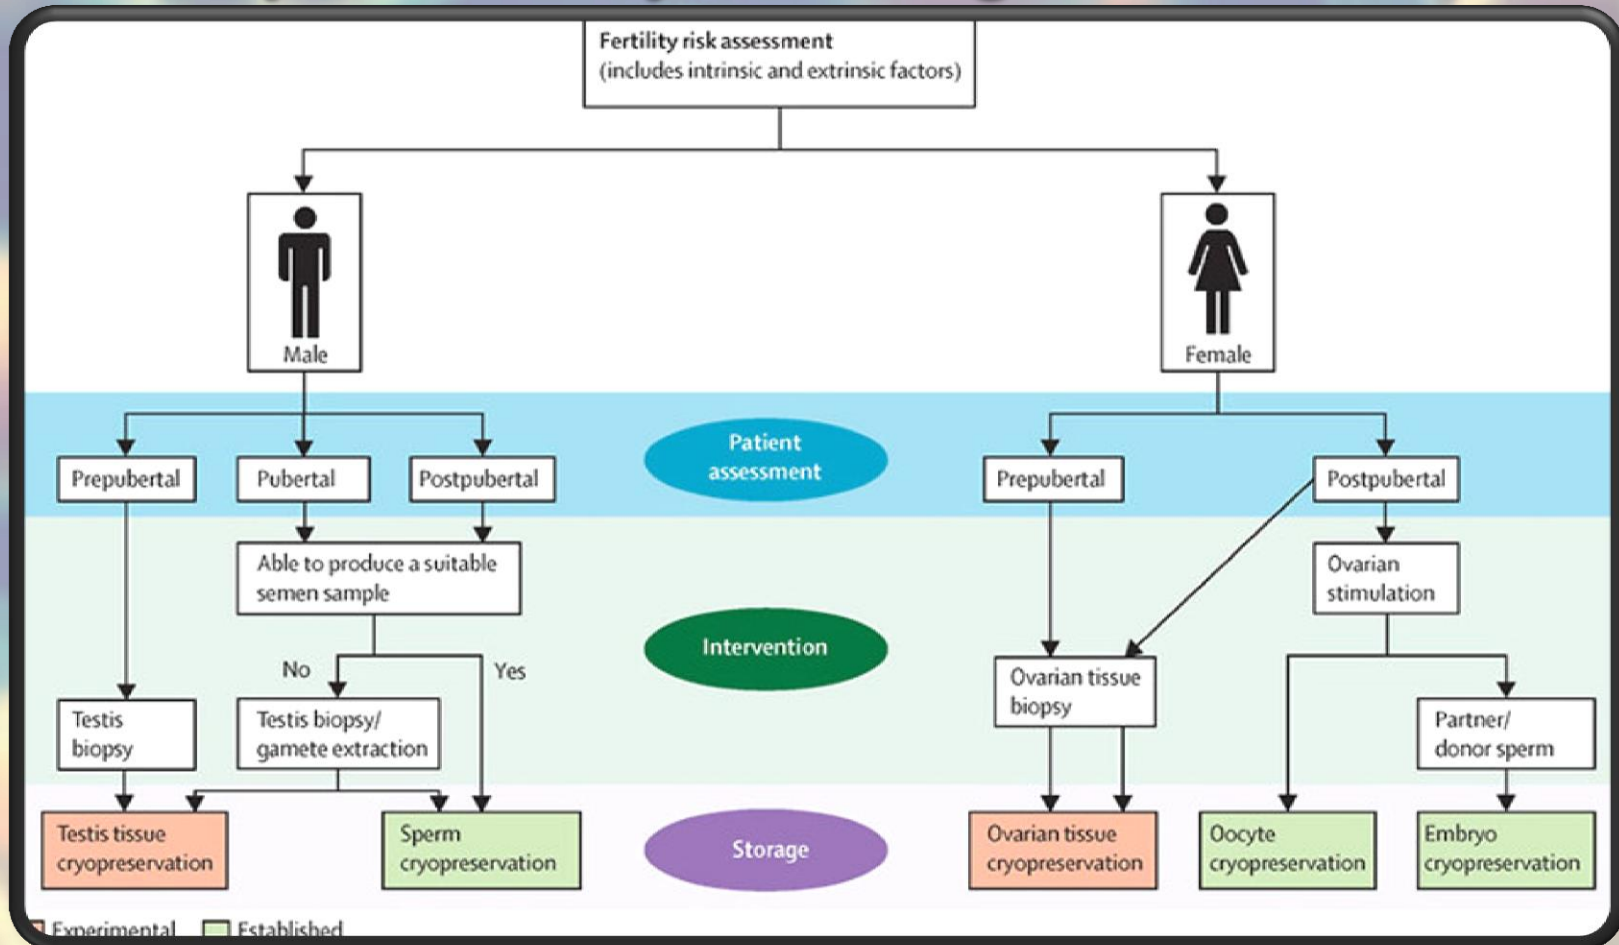 Fertility risk assessment
(includes intrinsic and extrinsic factors)
Male
Female
Patient
assessment
Prepubertal
Pubertal
Postpubertal
Prepubertal
Postpubertal
Able to produce a suitable
semen sample
Ovarian
stimulation
Intervention
No
Yes
Ovarian tissue
biopsy
Testis
biopsy
Testis biopsy/
gamete extraction
Partner/
donor sperm
Testis tissue
cryopreservation
Sperm
cryopreservation
Storage
Ovarian tissue
cryopreservation
Oocyte
cryopreservation
Embryo
cryopreservation
Experimental
Established